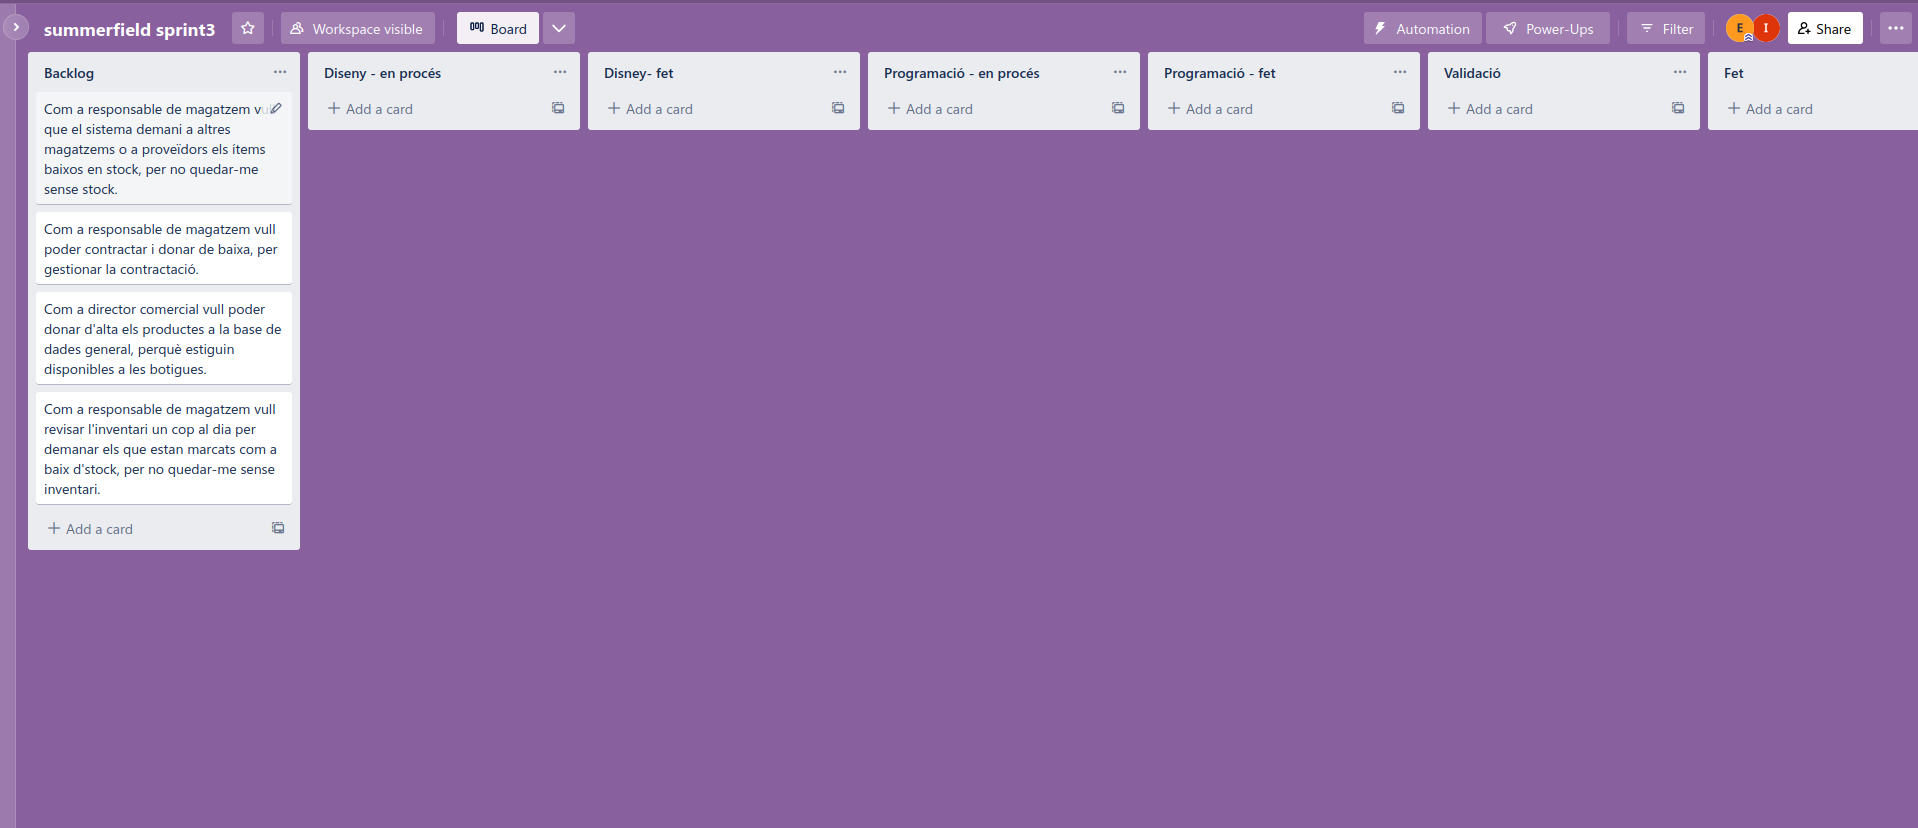 summerfield sprint3
Workspace visible
Board
Automation
Power-Ups
Filter
E
I
Share
Backlog
Com a responsable de magatzem
que el sistema demani a altres
magatzems o a proveïdors els ítems
baixos en stock, per no quedar-me
sense stock.
Com a responsable de magatzem vull
poder contractar i donar de baixa, per
gestionar la contractació.
Com a director comercial vull poder
donar d'alta els productes a la base de
dades general, perquè estiguin
disponibles a les botigues.
Com a responsable de magatzem vull
revisar l'inventari un cop al dia per
demanar els que estan marcats com a
baix d'stock, per no quedar-me sense
inventari.
Add a card
Diseny - en procés
Add a card
Disney- fet
Add a card
Programació - en procés
Add a card
Programació - fet
Add a card
Validació
Add a card
Fet
Add a card